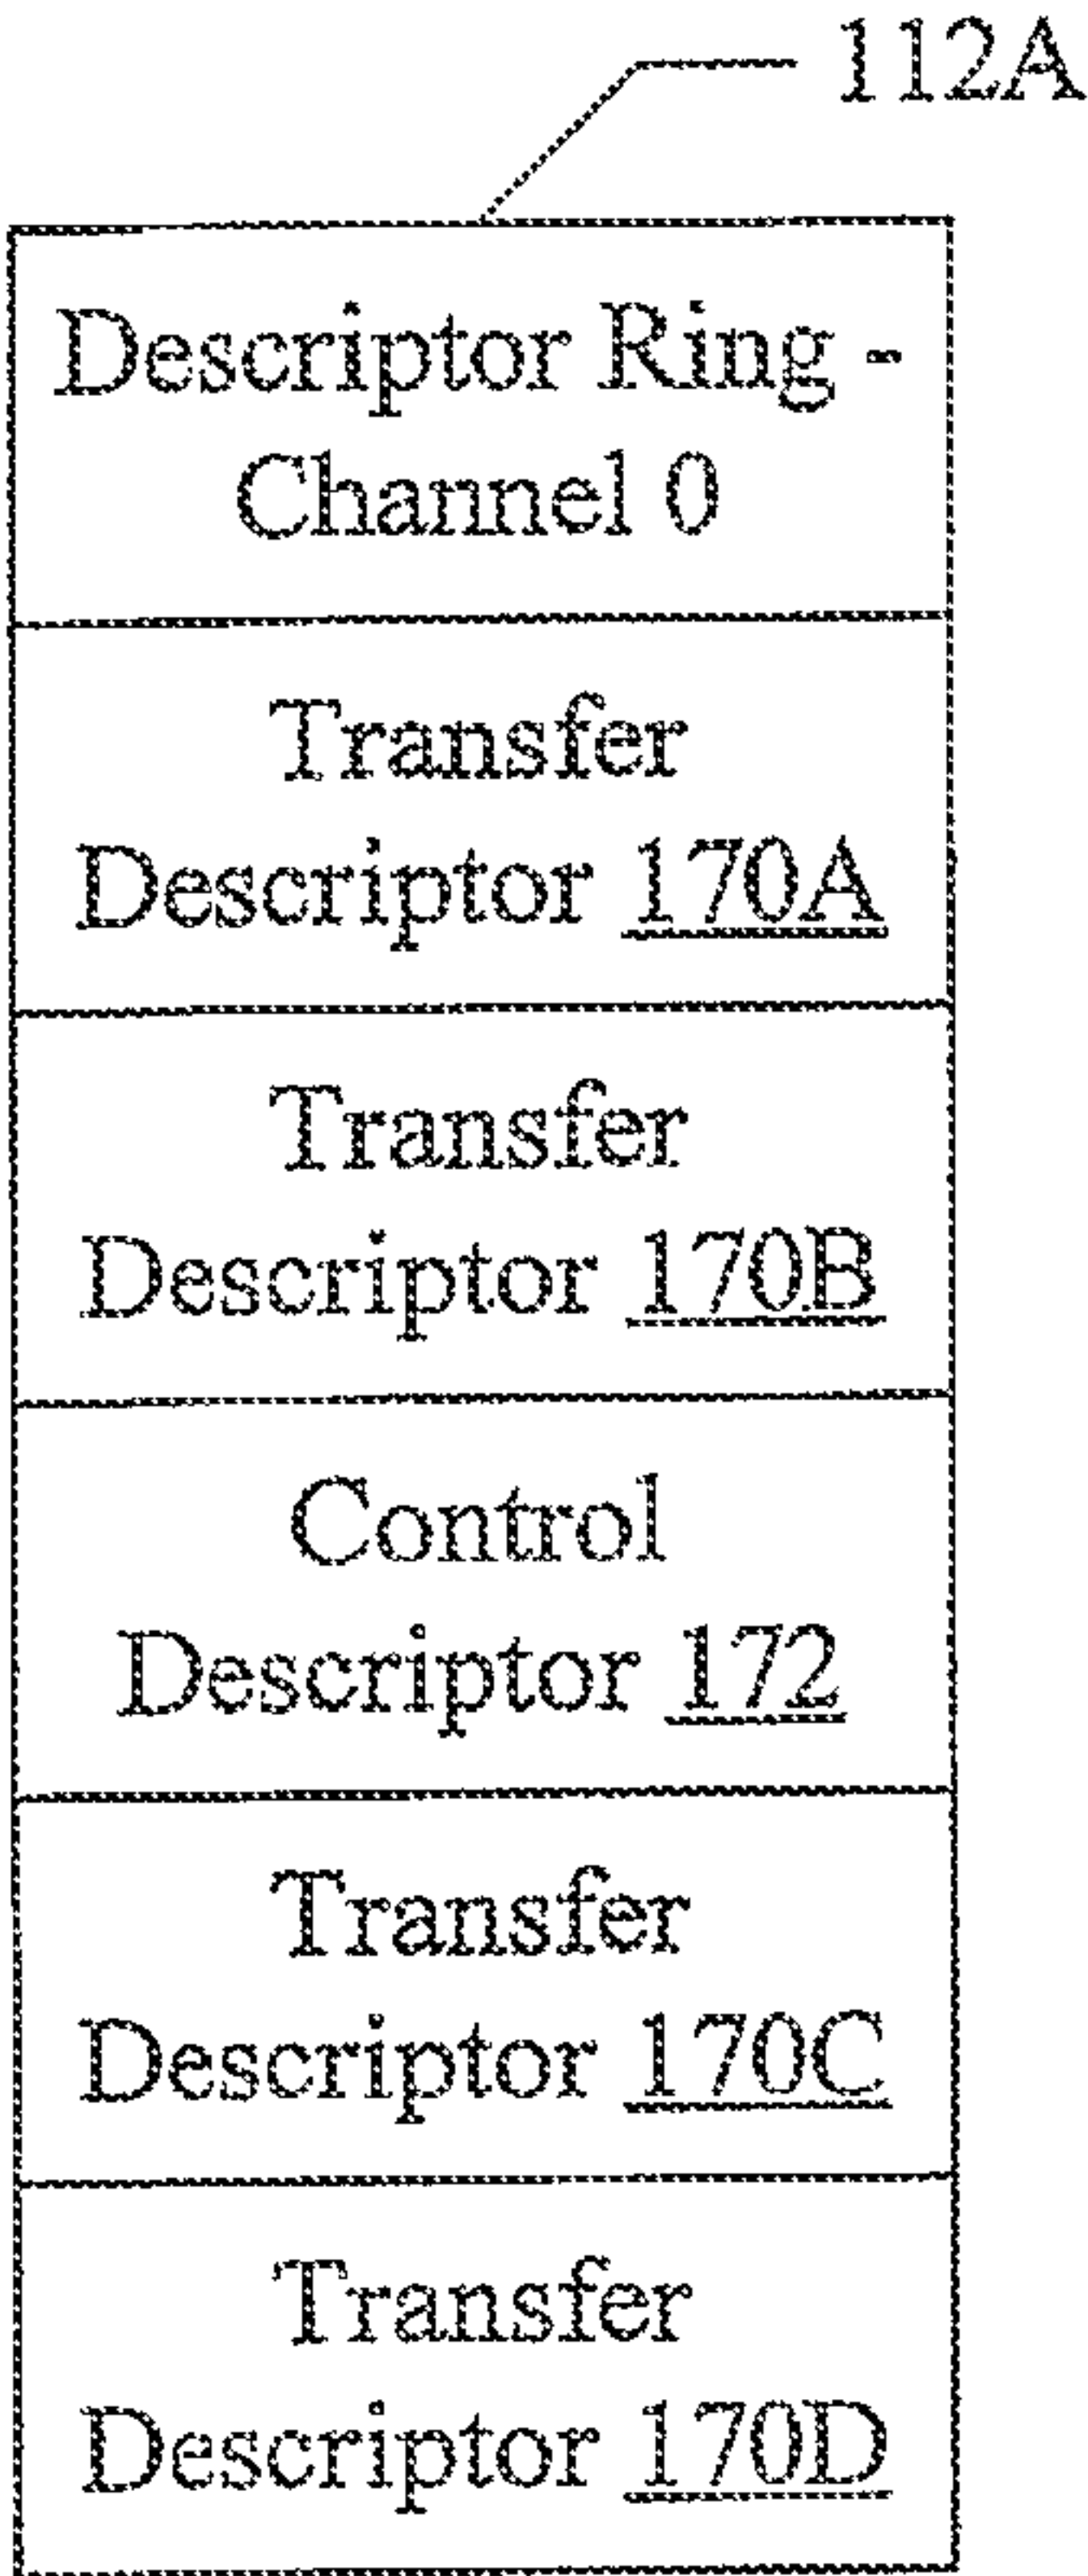 112A
Descriptor Ring -
Channel 0
Transfer
Descriptor 170A
Transfer
Descriptor 170B
Control
Descriptor 172
Transfer
Descriptor 170C
Transfer
Descriptor 170D